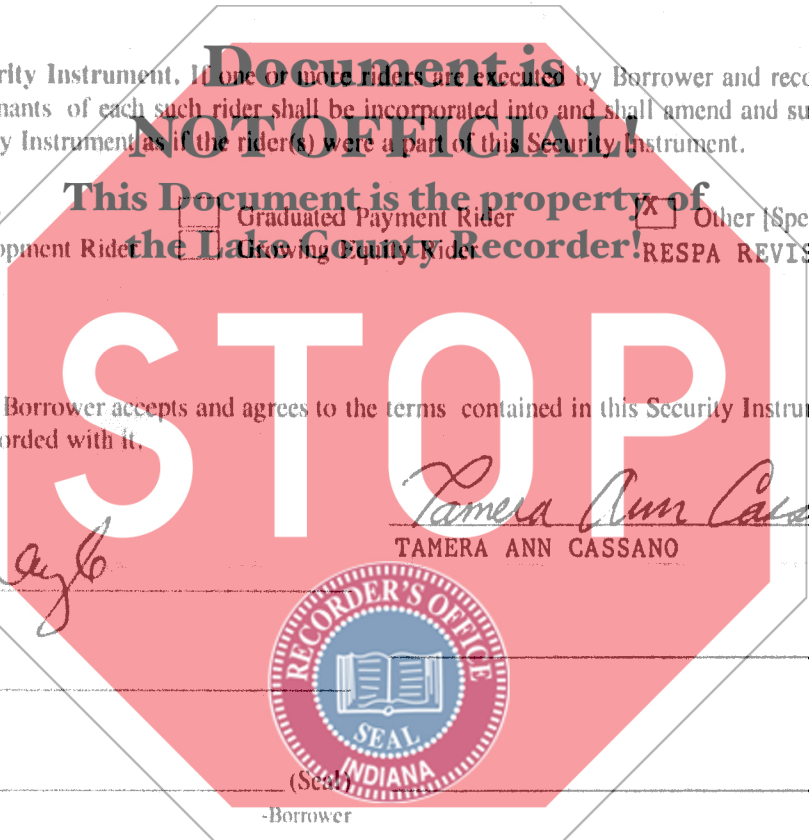 Document is
rity Instrument. If one or more riders are executed by Borrower and reco
nants of each such rider shall be incorporated into and shall amend and su
NOT OFFICIAL!
y Instrument as if the rider(s) were a part of this Security Instrument.
This Document is the property of
Graduated Payment Rider X Other [Spec
the Lake County Recorder!
opment Rider Growing Equity Rider RESPA REVIS
STOP
Borrower accepts and agrees to the terms contained in this Security Instrum
orded with it.
Tamera Ann Cass
TAMERA ANN CASSANO
RECORDER'S OFFICE
SEAL
INDIANA
(Seal)
-Borrower